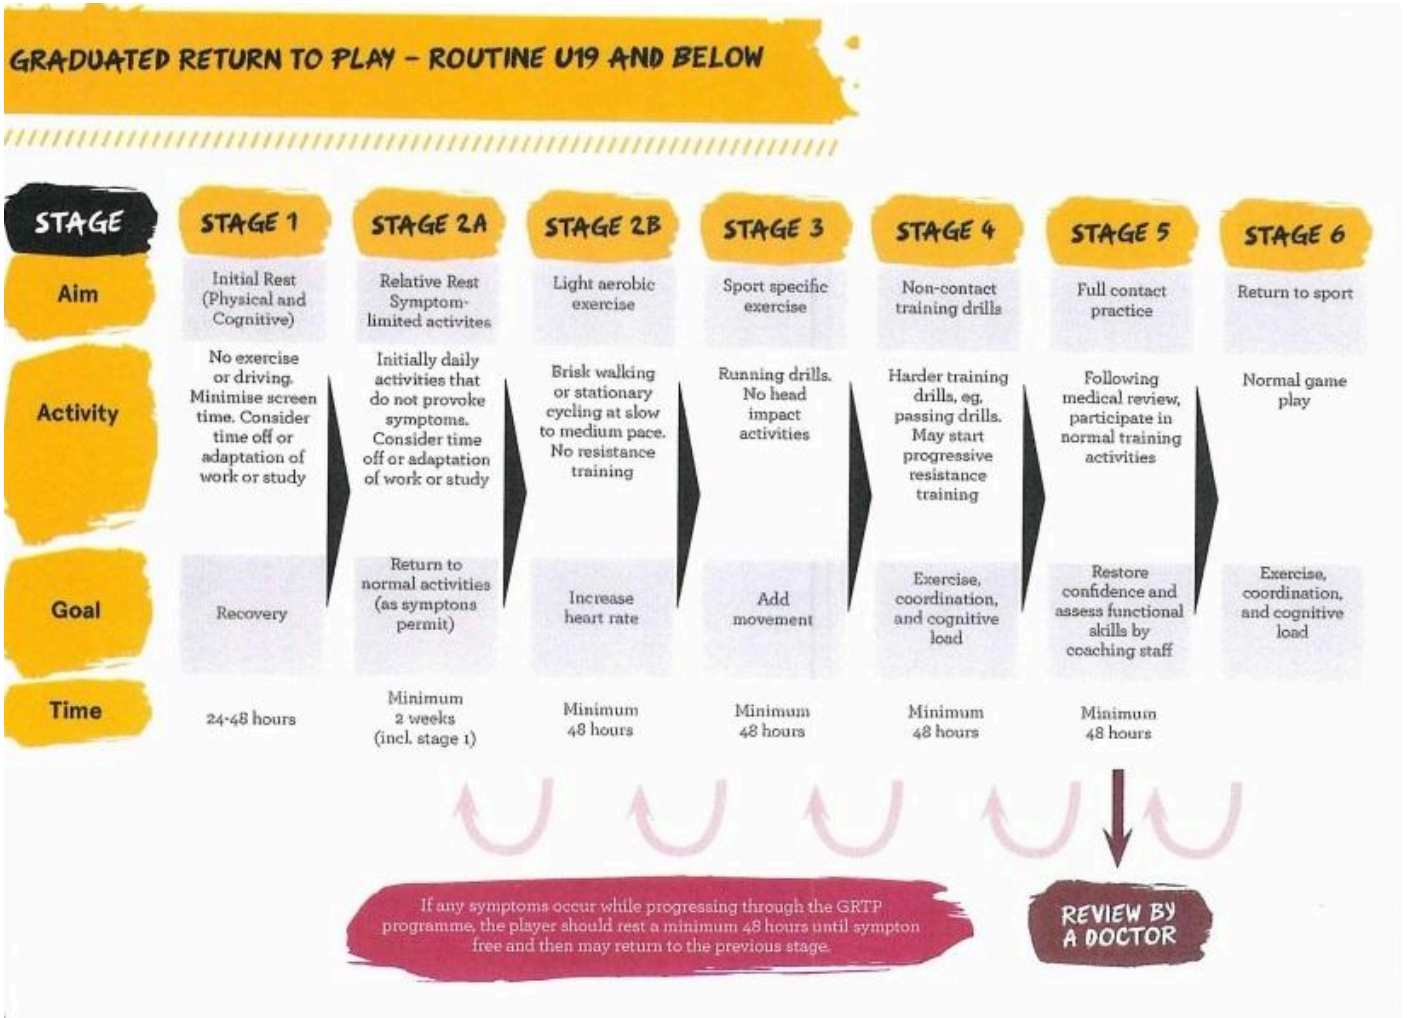 GRADUATED RETURN TO PLAY – ROUTINE U19 AND BELOW
STAGE
STAGE 1
STAGE 2A
STAGE 2B
STAGE 3
STAGE 4
STAGE 5
STAGE 6
Aim
Initial Rest
(Physical and
Cognitive)
Relative Rest
Symptom-
limited activites
Light aerobic
exercise
Sport specific
exercise
Non-contact
training drills
Full contact
practice
Return to sport
Activity
No exercise
or driving.
Minimise screen
time. Consider
time off or
adaptation of
work or study
Initially daily
activities that
do not provoke
symptoms.
Consider time
off or adaptation
of work or study
Brisk walking
or stationary
cycling at slow
to medium pace.
No resistance
training
Running drills.
No head
impact
activities
Harder training
drills, eg,
passing drills.
May start
progressive
resistance
training
Following
medical review,
participate in
normal training
activities
Normal game
play
Goal
Recovery
Return to
normal activities
(as symptons
permit)
Increase
heart rate
Add
movement
Exercise,
coordination,
and cognitive
load
Restore
confidence and
assess functional
skills by
coaching staff
Exercise,
coordination,
and cognitive
load
Time
24-48 hours
Minimum
2 weeks
(incl. stage 1)
Minimum
48 hours
Minimum
48 hours
Minimum
48 hours
Minimum
48 hours
If any symptoms occur while progressing through the GRTP
programme, the player should rest a minimum 48 hours until sympton
free and then may return to the previous stage.
REVIEW BY
A DOCTOR